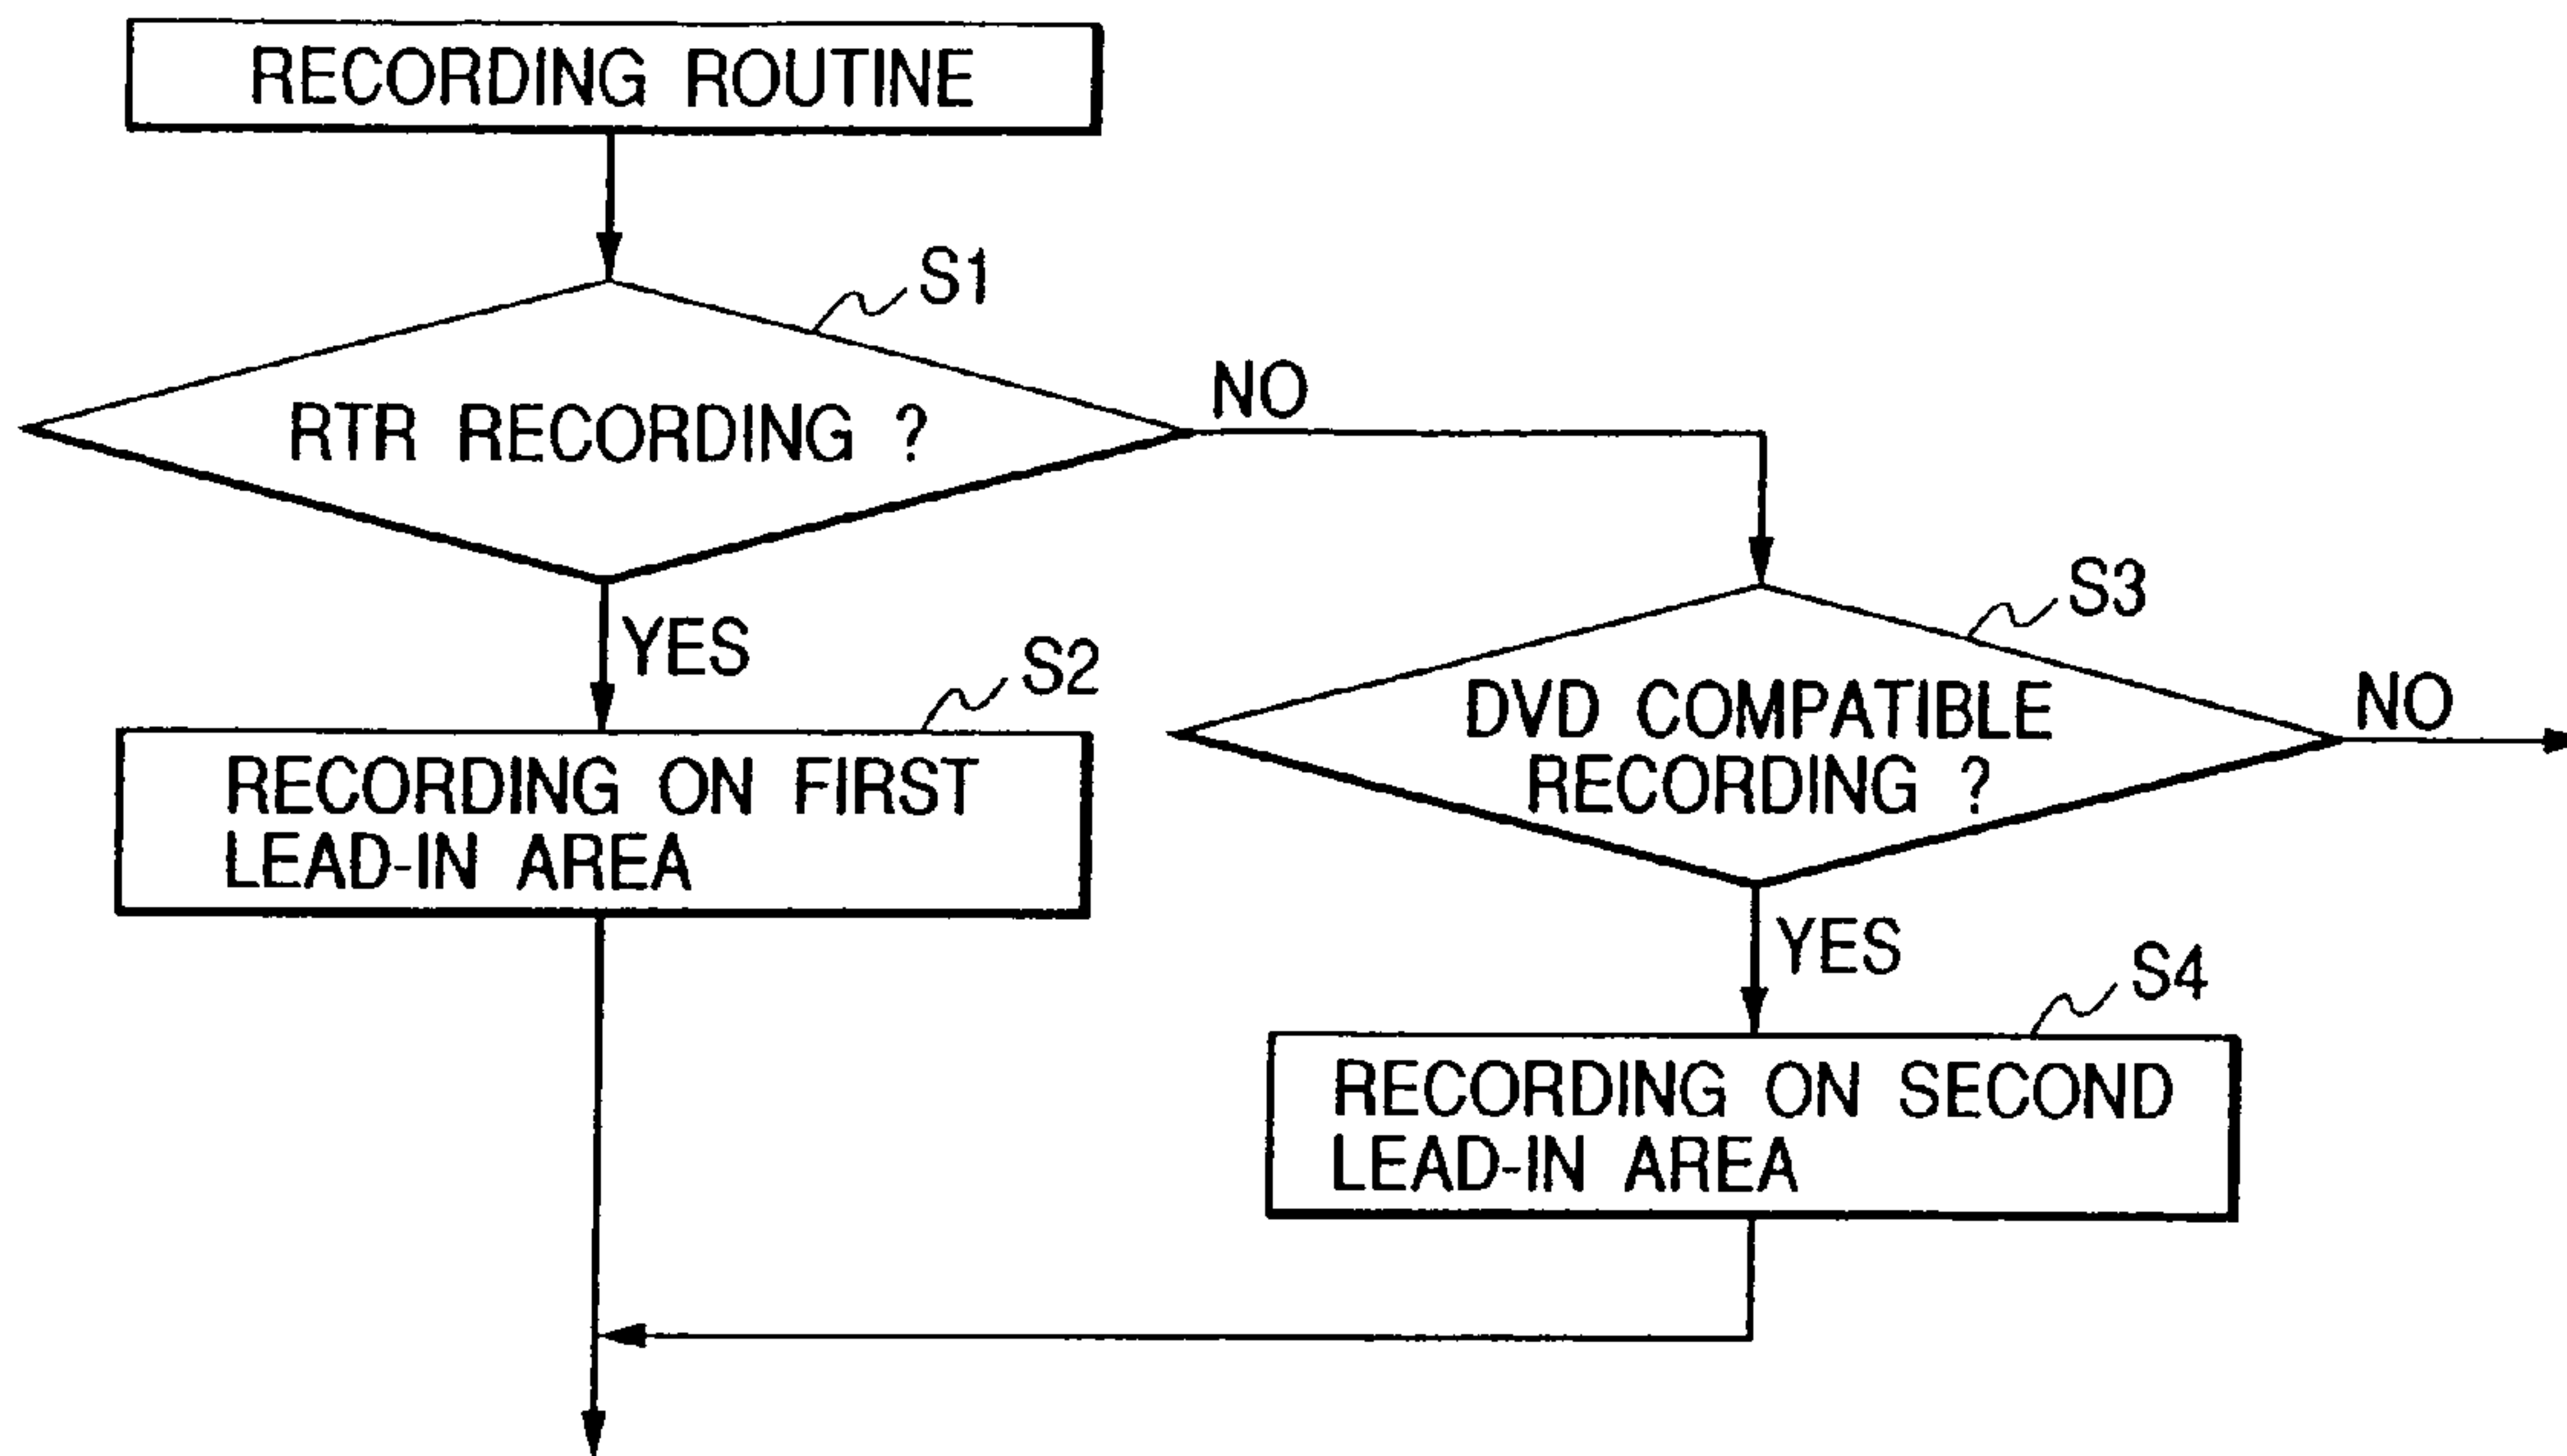 RECORDING ROUTINE
S1
RTR RECORDING ?
NO
YES
S2
RECORDING ON FIRST
LEAD-IN AREA
S3
DVD COMPATIBLE
RECORDING ?
NO
YES
S4
RECORDING ON SECOND
LEAD-IN AREA